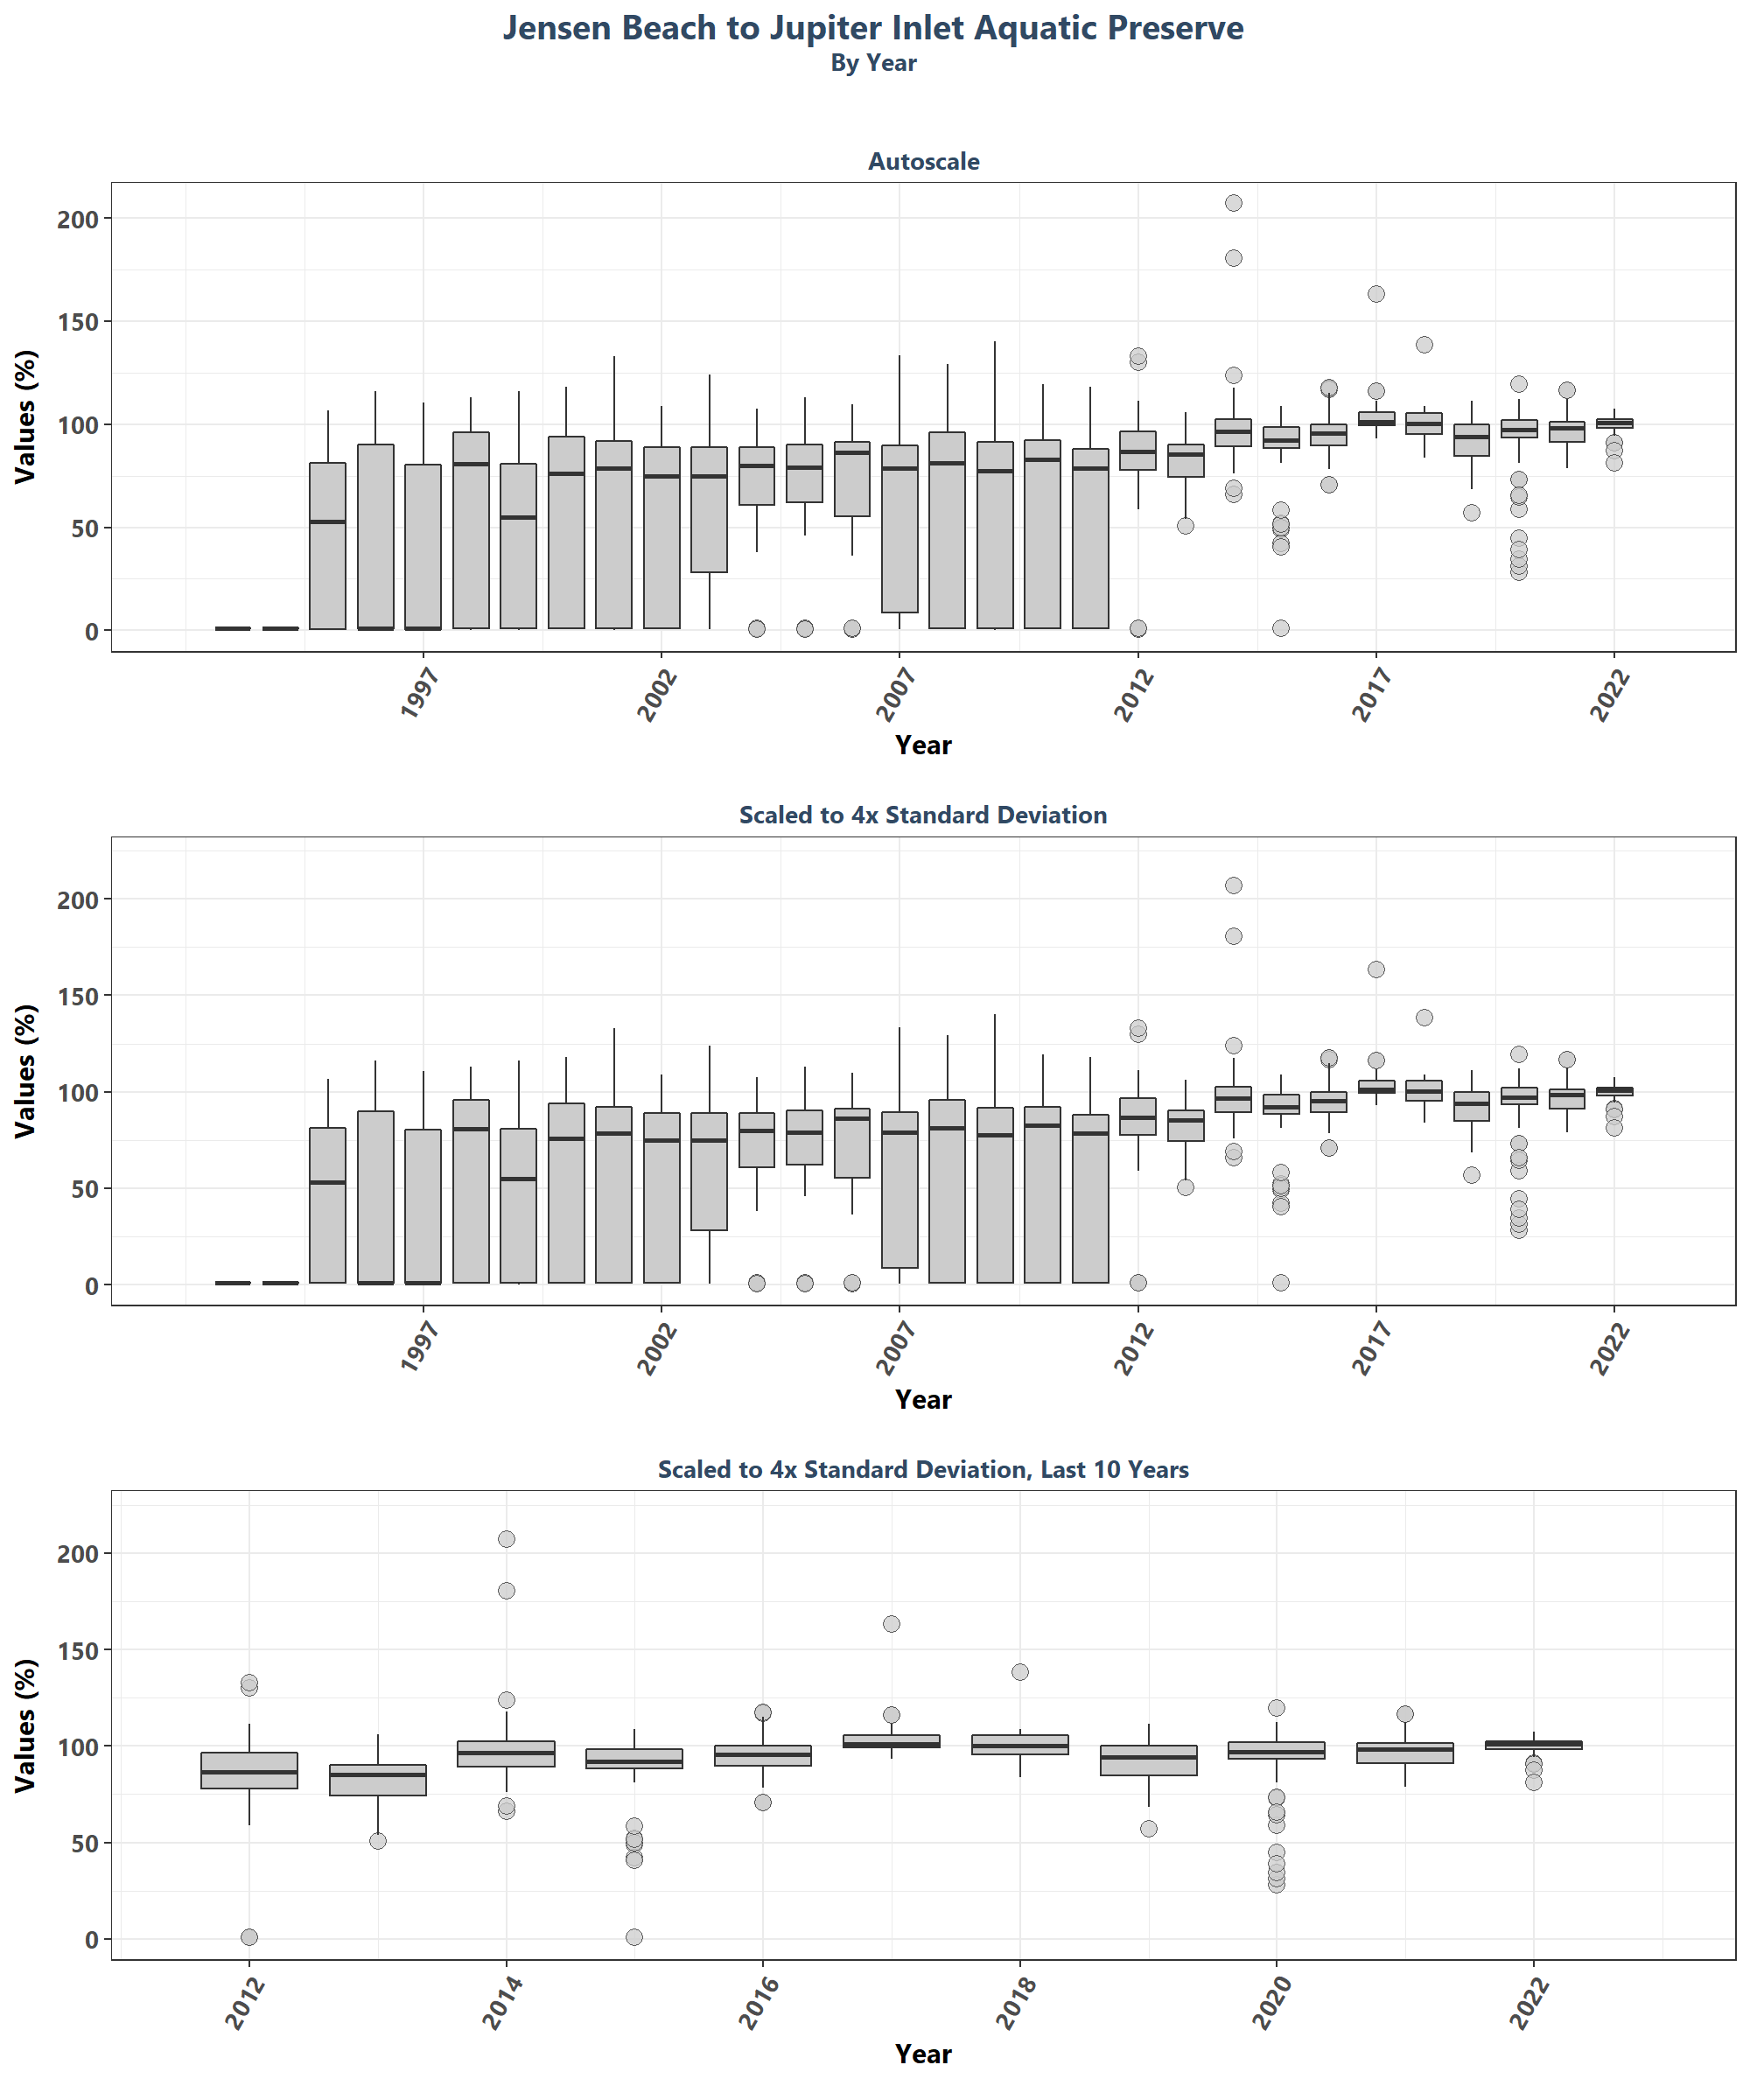 Jensen Beach to Jupiter Inlet Aquatic Preserve
By Year
Autoscale
Values (%)
200
150
100
50
0
1997 2002 2007 2012 2017 2022
Year
Scaled to 4x Standard Deviation
Values (%)
200
150
100
50
0
1997 2002 2007 2012 2017 2022
Year
Scaled to 4x Standard Deviation, Last 10 Years
Values (%)
200
150
100
50
0
2012 2014 2016 2018 2020 2022
Year